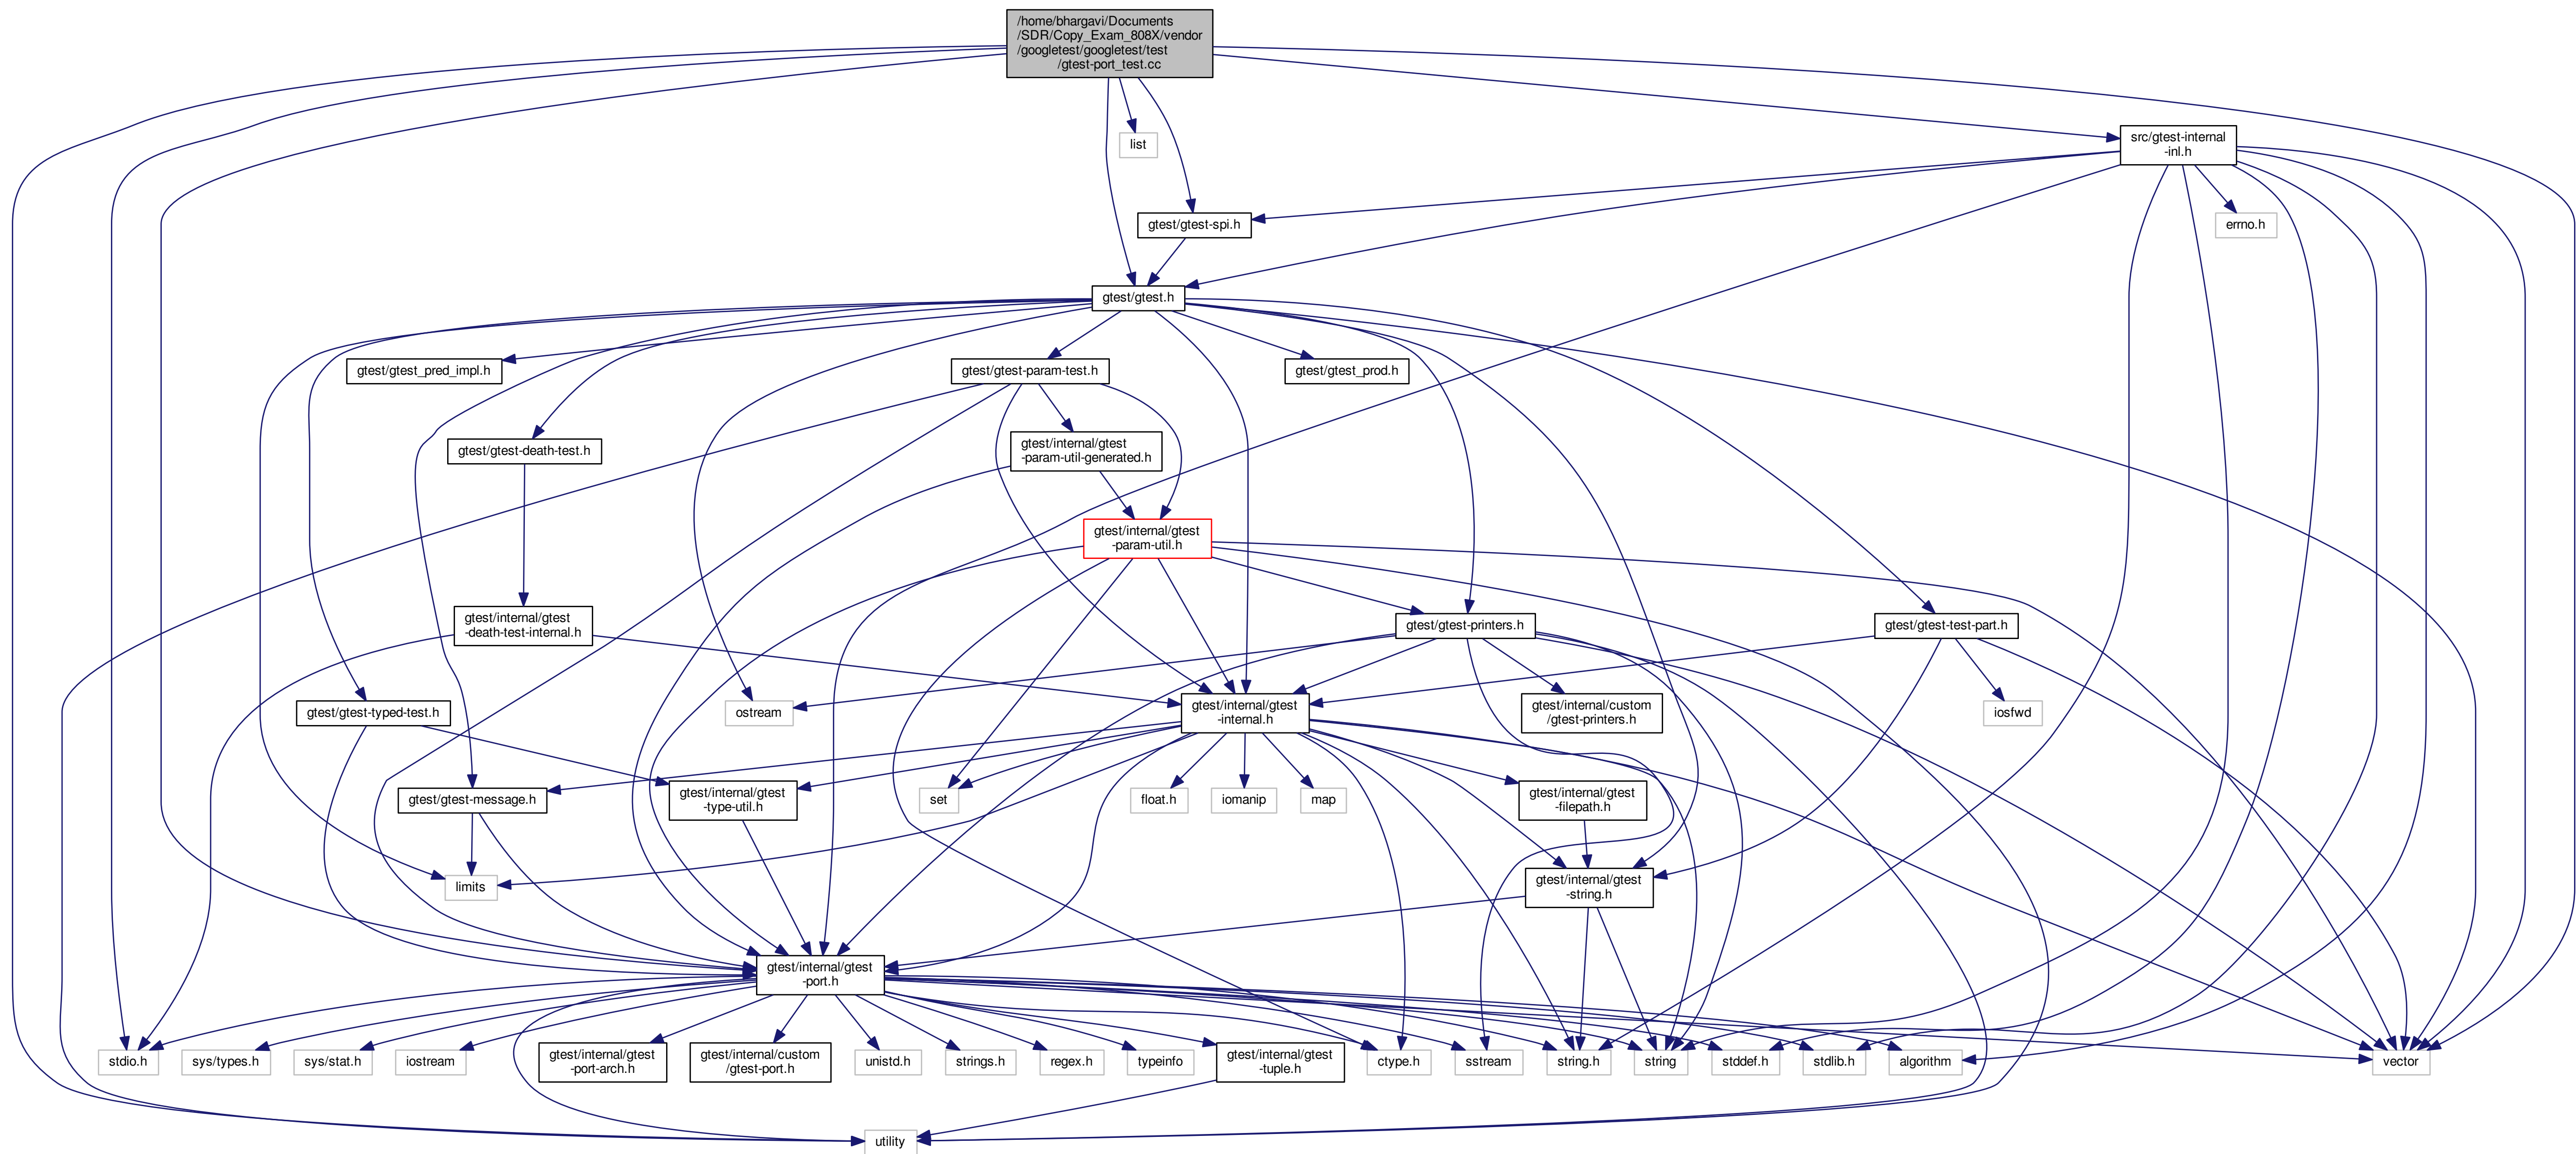 /home/bhargavi/Documents
/SDR/Copy_Exam_808X/vendor
/googletest/googletest/test
/gtest-port_test.cc
src/gtest-internal
-inl.h
list
gtest/gtest-spi.h
errno.h
gtest/gtest.h
gtest/gtest_pred_impl.h
gtest/gtest-param-test.h
gtest/gtest_prod.h
gtest/gtest-death-test.h
gtest/internal/gtest
-param-util-generated.h
gtest/internal/gtest
-param-util.h
gtest/internal/gtest
-death-test-internal.h
gtest/gtest-printers.h
gtest/gtest-test-part.h
gtest/gtest-typed-test.h
ostream
gtest/internal/gtest
-internal.h
gtest/internal/custom
/gtest-printers.h
iosfwd
gtest/gtest-message.h
gtest/internal/gtest
-type-util.h
set
float.h
iomanip
map
gtest/internal/gtest
-filepath.h
limits
gtest/internal/gtest
-string.h
gtest/internal/gtest
-port.h
stdio.h
sys/types.h
sys/stat.h
iostream
gtest/internal/gtest
-port-arch.h
gtest/internal/custom
/gtest-port.h
unistd.h
strings.h
regex.h
typeinfo
gtest/internal/gtest
-tuple.h
ctype.h
sstream
string.h
string
stddef.h
stdlib.h
algorithm
vector
utility